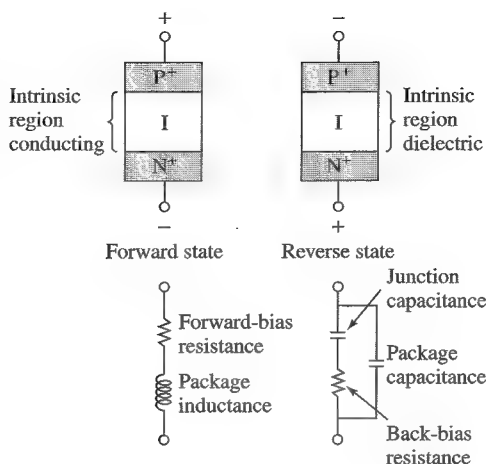 +
−
P⁺
P⁺
Intrinsic
region
conducting
I
I
Intrinsic
region
dielectric
N⁺
N⁺
−
+
Forward state
Reverse state
Forward-bias
resistance
Package
inductance
Junction
capacitance
Package
capacitance
Back-bias
resistance